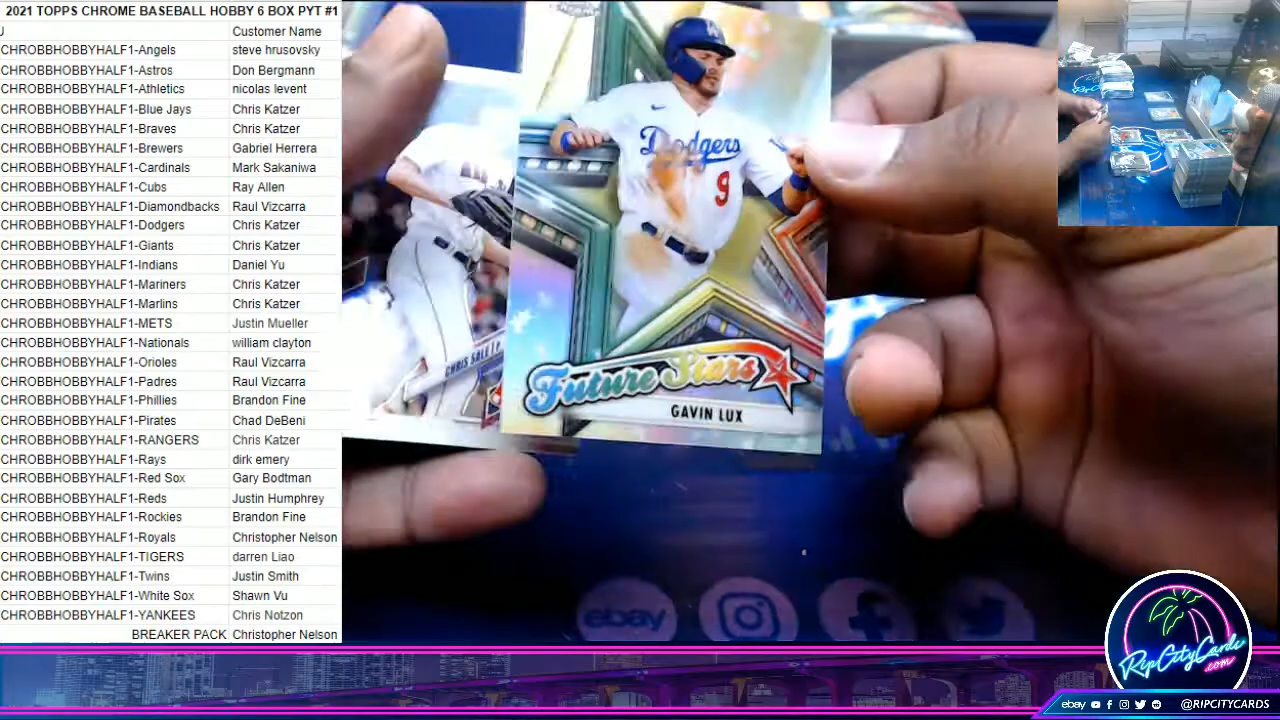 2021 TOPPS CHROME BASEBALL HOBBY 6 BOX PYT #1
Customer Name
CHROBBHOBBYHALF1-Angels steve hrusovsky
CHROBBHOBBYHALF1-Astros Don Bergmann
CHROBBHOBBYHALF1-Athletics nicolas levent
CHROBBHOBBYHALF1-Blue Jays Chris Katzer
CHROBBHOBBYHALF1-Braves Chris Katzer
CHROBBHOBBYHALF1-Brewers Gabriel Herrera
CHROBBHOBBYHALF1-Cardinals Mark Sakaniwa
CHROBBHOBBYHALF1-Cubs Ray Allen
CHROBBHOBBYHALF1-Diamondbacks Raul Vizcarra
CHROBBHOBBYHALF1-Dodgers Chris Katzer
CHROBBHOBBYHALF1-Giants Chris Katzer
CHROBBHOBBYHALF1-Indians Daniel Yu
CHROBBHOBBYHALF1-Mariners Chris Katzer
CHROBBHOBBYHALF1-Marlins Chris Katzer
CHROBBHOBBYHALF1-METS Justin Mueller
CHROBBHOBBYHALF1-Nationals william clayton
CHROBBHOBBYHALF1-Orioles Raul Vizcarra
CHROBBHOBBYHALF1-Padres Raul Vizcarra
CHROBBHOBBYHALF1-Phillies Brandon Fine
CHROBBHOBBYHALF1-Pirates Chad DeBeni
CHROBBHOBBYHALF1-RANGERS Chris Katzer
CHROBBHOBBYHALF1-Rays dirk emery
CHROBBHOBBYHALF1-Red Sox Gary Bodtman
CHROBBHOBBYHALF1-Reds Justin Humphrey
CHROBBHOBBYHALF1-Rockies Brandon Fine
CHROBBHOBBYHALF1-Royals Christopher Nelson
CHROBBHOBBYHALF1-TIGERS darren Liao
CHROBBHOBBYHALF1-Twins Justin Smith
CHROBBHOBBYHALF1-White Sox Shawn Vu
CHROBBHOBBYHALF1-YANKEES Chris Notzon
BREAKER PACK Christopher Nelson
Dodgers
9
Future Stars
GAVIN LUX
CHRIS SALE
ebay
RipCityCards
.com
ebay @RIPCITYCARDS